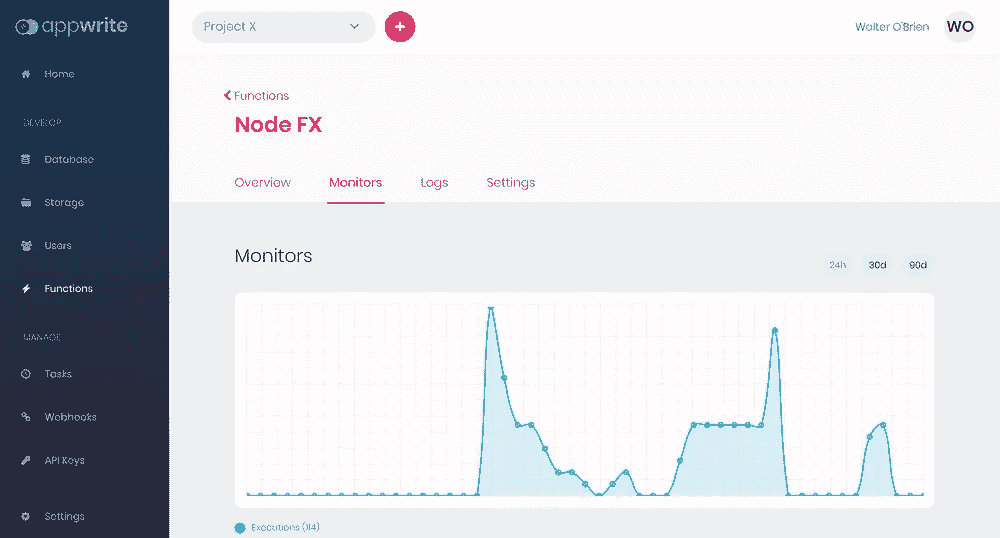 appwrite
Project X
+
Walter O'Brien
WO
Home
Functions
Node FX
DEVELOP
Database
Overview
Monitors
Logs
Settings
Storage
Users
Monitors
24h
30d
90d
Functions
MANAGE
Tasks
Webhooks
API Keys
Settings
Executions (114)